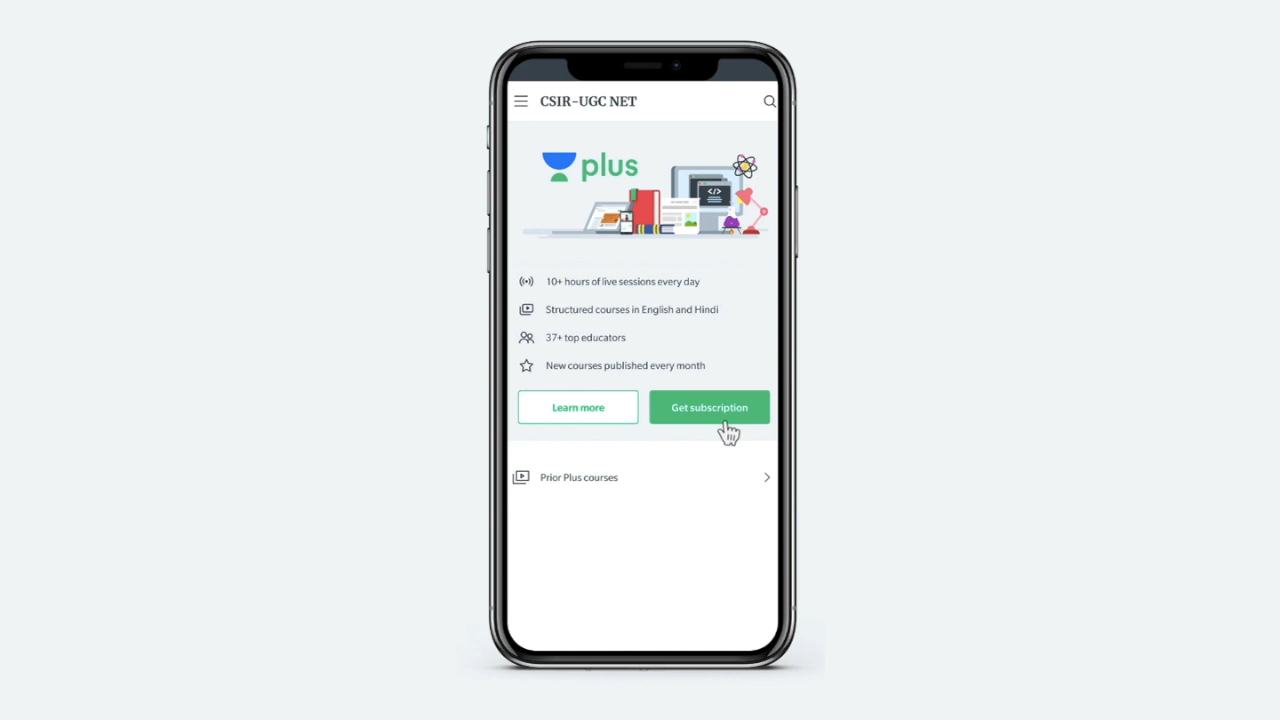 CSIR-UGC NET
plus
</>
10+ hours of live sessions every day
Structured courses in English and Hindi
37+ top educators
New courses published every month
Learn more
Get subscription
Prior Plus courses